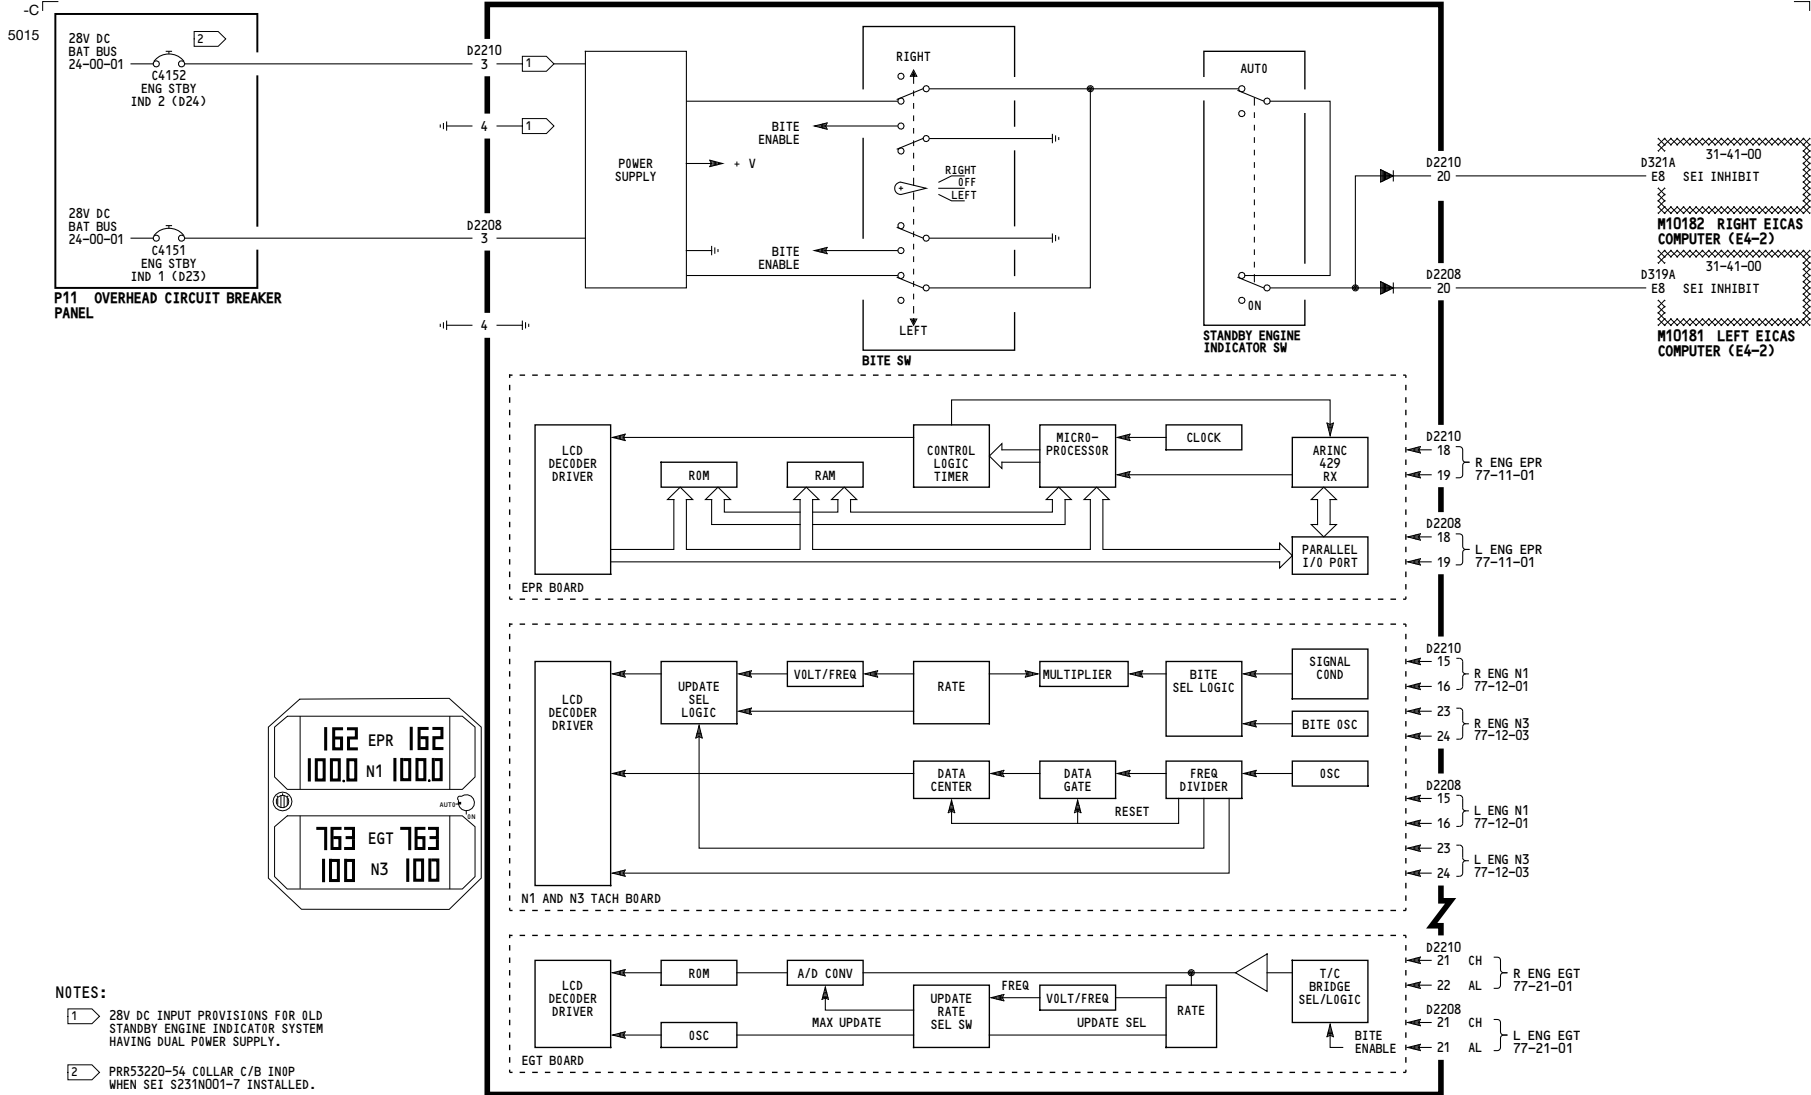 -C
5015
28V DC
BAT BUS
24-00-01
2
C4152
ENG STBY
IND 2 (D24)
28V DC
BAT BUS
24-00-01
C4151
ENG STBY
IND 1 (D23)
P11 OVERHEAD CIRCUIT BREAKER
PANEL
D2210
3
1
4
1
D2208
3
4
POWER
SUPPLY
+ V
BITE
ENABLE
BITE
ENABLE
RIGHT
RIGHT
OFF
LEFT
LEFT
BITE SW
AUTO
ON
STANDBY ENGINE
INDICATOR SW
D2210
20
D2208
20
D321A
E8
31-41-00
SEI INHIBIT
M10182 RIGHT EICAS
COMPUTER (E4-2)
D319A
E8
31-41-00
SEI INHIBIT
M10181 LEFT EICAS
COMPUTER (E4-2)
LCD
DECODER
DRIVER
ROM
RAM
CONTROL
LOGIC
TIMER
MICRO-
PROCESSOR
CLOCK
ARINC
429
RX
PARALLEL
I/O PORT
EPR BOARD
D2210
18
19
R ENG EPR
77-11-01
D2208
18
19
L ENG EPR
77-11-01
LCD
DECODER
DRIVER
UPDATE
SEL
LOGIC
VOLT/FREQ
RATE
MULTIPLIER
BITE
SEL LOGIC
SIGNAL
COND
BITE OSC
DATA
CENTER
DATA
GATE
FREQ
DIVIDER
OSC
RESET
N1 AND N3 TACH BOARD
D2210
15
16
R ENG N1
77-12-01
23
24
R ENG N3
77-12-03
D2208
15
16
L ENG N1
77-12-01
23
24
L ENG N3
77-12-03
162 EPR 162
100.0 N1 100.0
AUTO
ON
763 EGT 763
100 N3 100
LCD
DECODER
DRIVER
ROM
A/D CONV
OSC
MAX UPDATE
UPDATE
RATE
SEL SW
FREQ
VOLT/FREQ
UPDATE SEL
RATE
T/C
BRIDGE
SEL/LOGIC
BITE
ENABLE
EGT BOARD
D2210
21 CH
22 AL
R ENG EGT
77-21-01
D2208
21 CH
21 AL
L ENG EGT
77-21-01
NOTES:
1 28V DC INPUT PROVISIONS FOR OLD
STANDBY ENGINE INDICATOR SYSTEM
HAVING DUAL POWER SUPPLY.
2 PRR53220-54 COLLAR C/B INOP
WHEN SEI S231N001-7 INSTALLED.